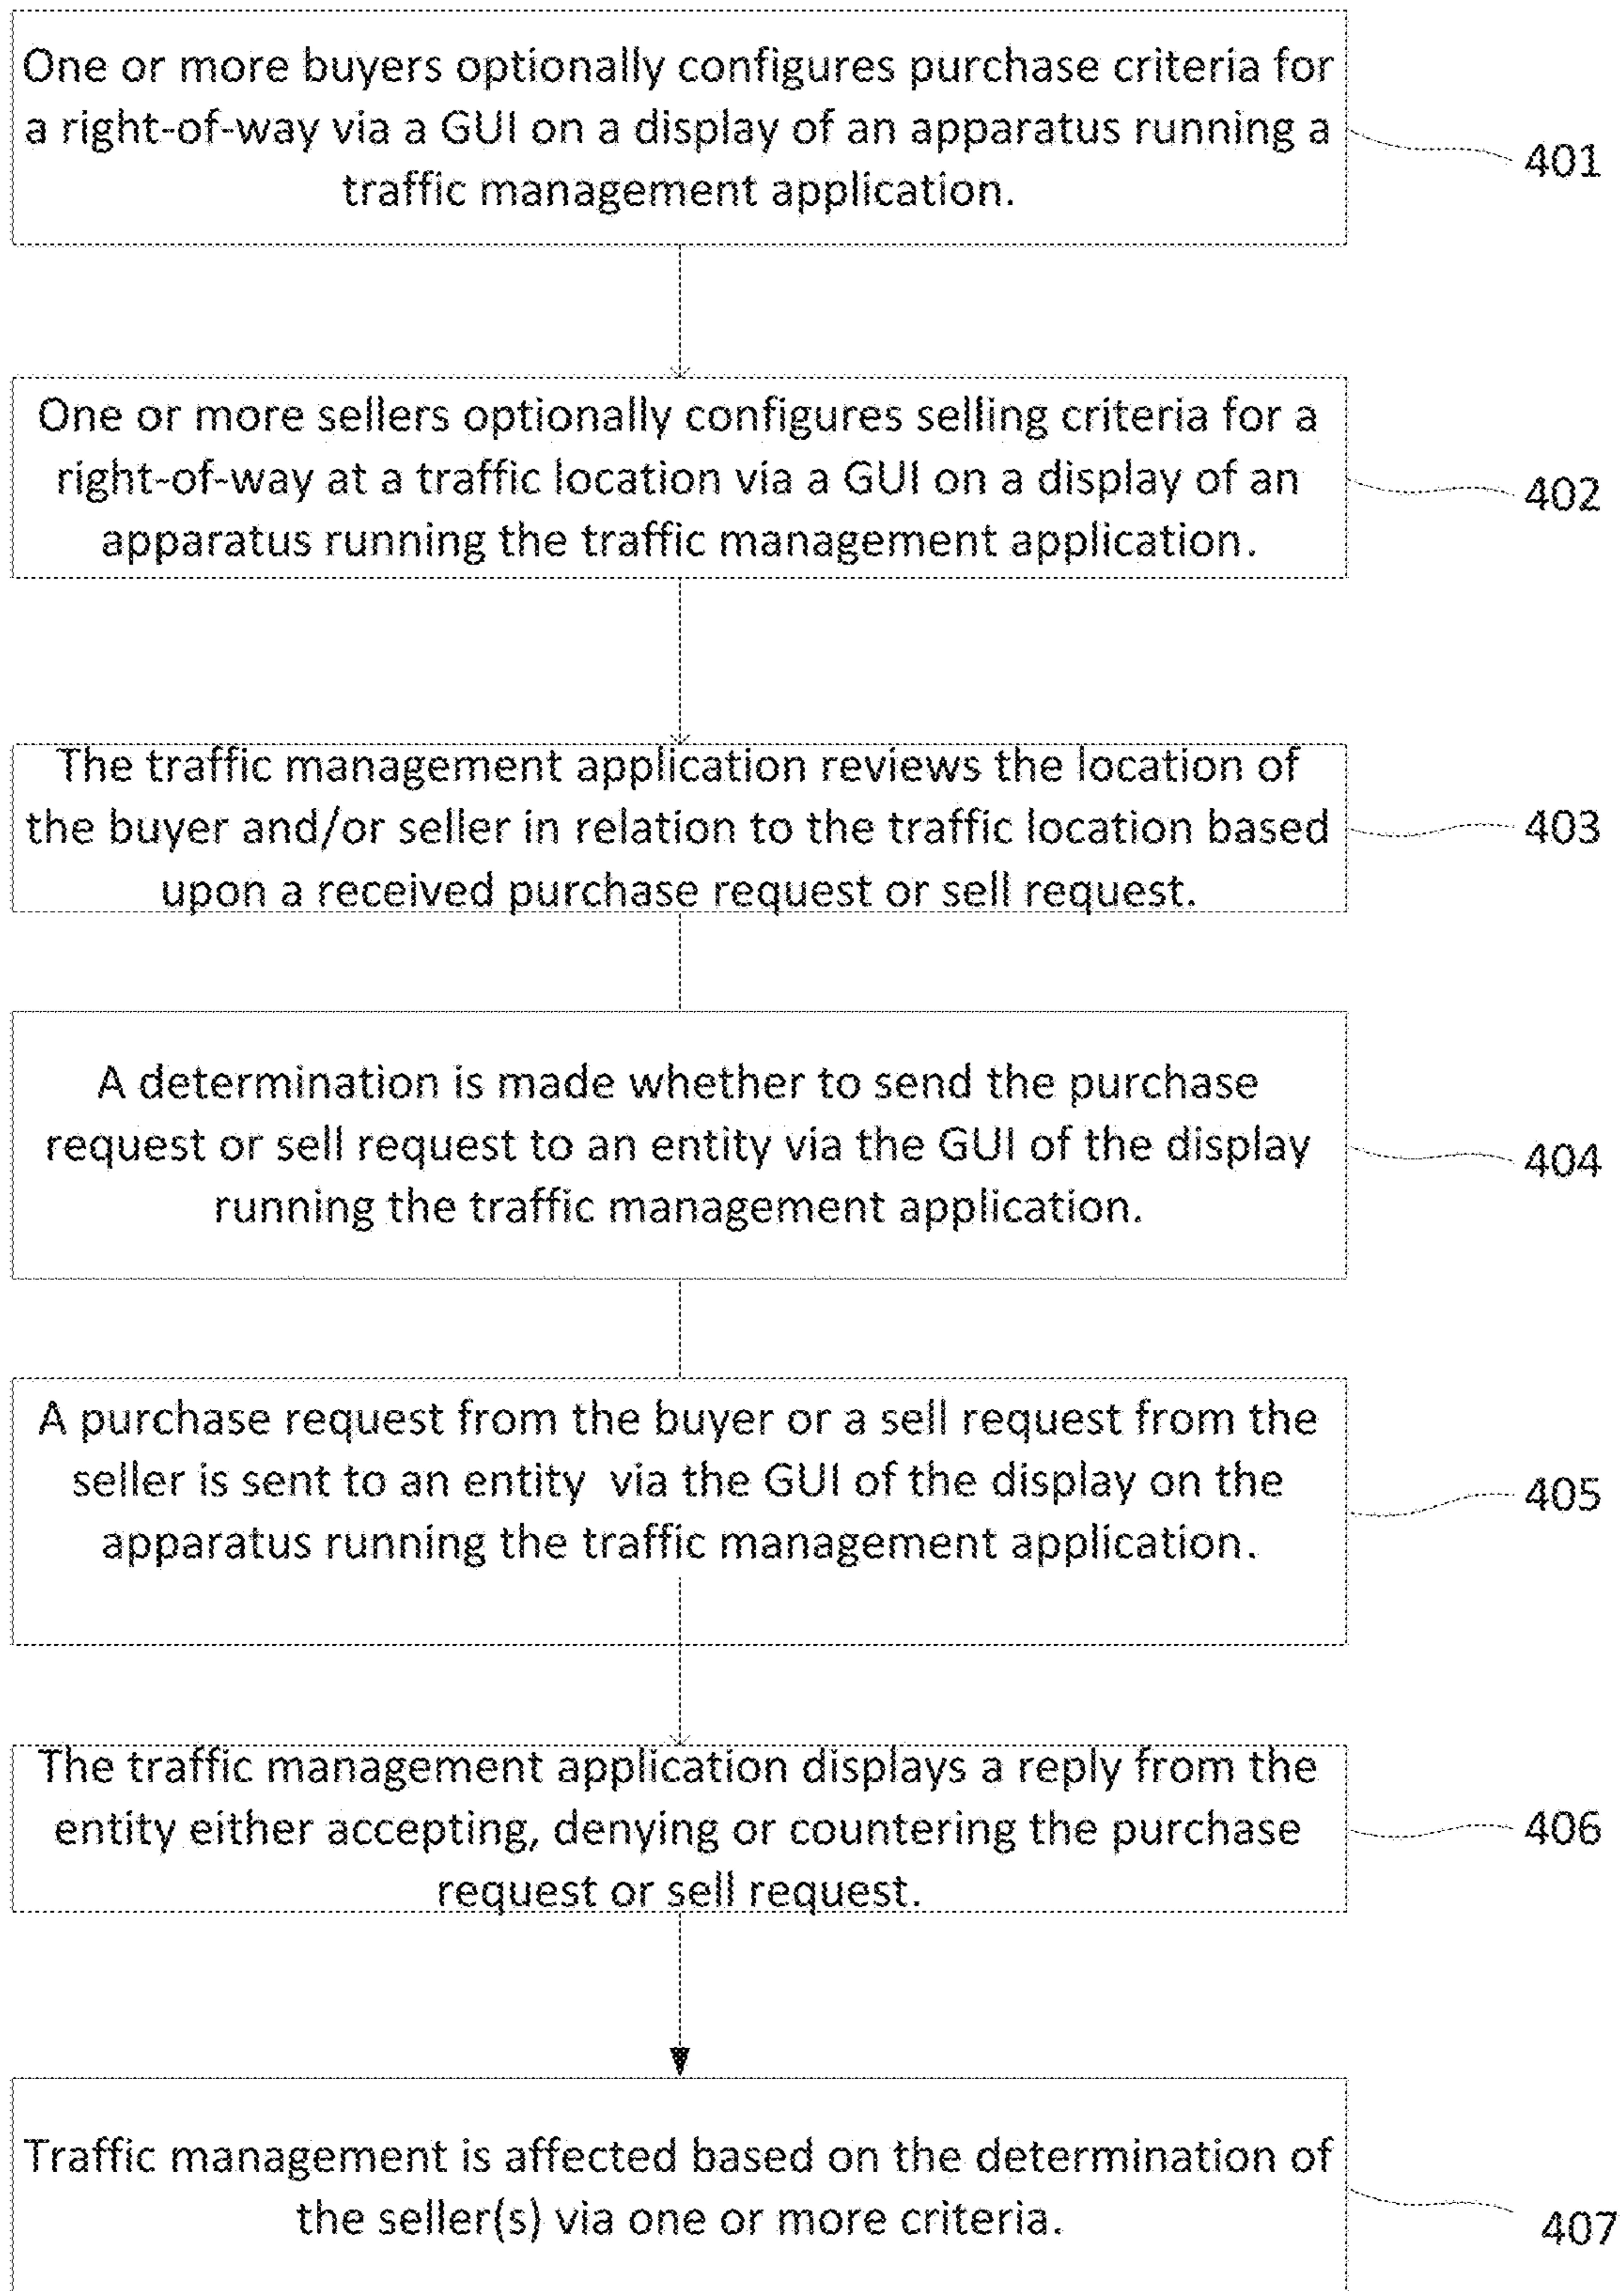 One or more buyers optionally configures purchase criteria for
a right-of-way via a GUI on a display of an apparatus running a
traffic management application.
401
One or more sellers optionally configures selling criteria for a
right-of-way at a traffic location via a GUI on a display of an
apparatus running the traffic management application.
402
The traffic management application reviews the location of
the buyer and/or seller in relation to the traffic location based
upon a received purchase request or sell request.
403
A determination is made whether to send the purchase
request or sell request to an entity via the GUI of the display
running the traffic management application.
404
A purchase request from the buyer or a sell request from the
seller is sent to an entity via the GUI of the display on the
apparatus running the traffic management application.
405
The traffic management application displays a reply from the
entity either accepting, denying or countering the purchase
request or sell request.
406
Traffic management is affected based on the determination of
the seller(s) via one or more criteria.
407